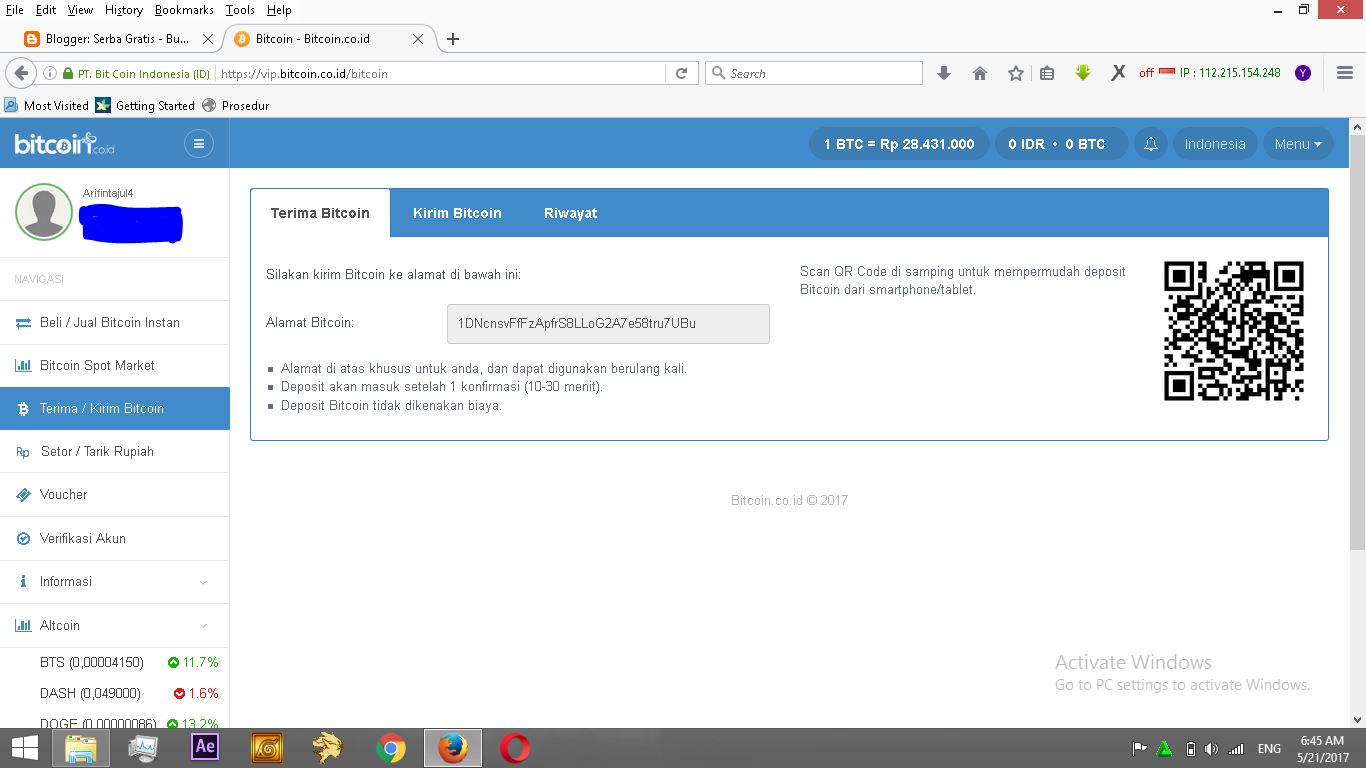 File Edit View History Bookmarks Tools Help
Blogger: Serba Gratis - Bu...
Bitcoin - Bitcoin.co.id
PT. Bit Coin Indonesia (ID)
https://vip.bitcoin.co.id/bitcoin
Search
off IP : 112.215.154.248
Y
Most Visited Getting Started Prosedur
bitcoin.co.id
1 BTC = Rp 28.431.000
0 IDR • 0 BTC
Indonesia
Menu
Arifintajul4
NAVIGASI
Beli / Jual Bitcoin Instan
Bitcoin Spot Market
Terima / Kirim Bitcoin
Rp Setor / Tarik Rupiah
Voucher
Verifikasi Akun
Informasi
Altcoin
BTS (0,00004150) 11.7%
DASH (0,049000) 1.6%
DOGE (0,00000086) 13.2%
Terima Bitcoin Kirim Bitcoin Riwayat
Silakan kirim Bitcoin ke alamat di bawah ini:
Alamat Bitcoin: 1DNcnsvFfFzApfrS8LLoG2A7e58tru7UBu
Alamat di atas khusus untuk anda, dan dapat digunakan berulang kali.
Deposit akan masuk setelah 1 konfirmasi (10-30 menit).
Deposit Bitcoin tidak dikenakan biaya.
Scan QR Code di samping untuk mempermudah deposit
Bitcoin dari smartphone/tablet.
Bitcoin.co.id © 2017
Activate Windows
Go to PC settings to activate Windows.
Ae
ENG
6:45 AM
5/21/2017